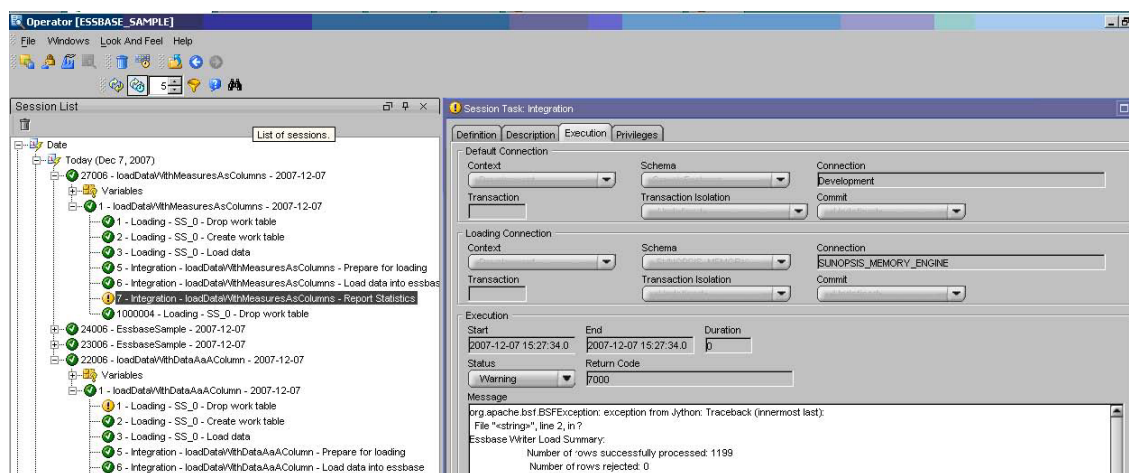 Operator [ESSBASE_SAMPLE]
File Windows Look And Feel Help
5
Session List
List of sessions.
Date
Today (Dec 7, 2007)
27006 - loadDataWithMeasuresAsColumns - 2007-12-07
Variables
1 - loadDataWithMeasuresAsColumns - 2007-12-07
1 - Loading - SS_0 - Drop work table
2 - Loading - SS_0 - Create work table
3 - Loading - SS_0 - Load data
5 - Integration - loadDataWithMeasuresAsColumns - Prepare for loading
6 - Integration - loadDataWithMeasuresAsColumns - Load data into essbas
7 - Integration - loadDataWithMeasuresAsColumns - Report Statistics
1000004 - Loading - SS_0 - Drop work table
24006 - EssbaseSample - 2007-12-07
23006 - EssbaseSample - 2007-12-07
22006 - loadDataWithDataAaAColumn - 2007-12-07
Variables
1 - loadDataWithDataAaAColumn - 2007-12-07
1 - Loading - SS_0 - Drop work table
2 - Loading - SS_0 - Create work table
3 - Loading - SS_0 - Load data
5 - Integration - loadDataWithDataAaAColumn - Prepare for loading
6 - Integration - loadDataWithDataAaAColumn - Load data into essbase
Session Task: Integration
Definition Description Execution Privileges
Default Connection
Context Schema Connection
Development
Transaction Transaction Isolation Commit
Loading Connection
Context Schema Connection
SUNOPSIS_MEMORY_ENGINE
Transaction Transaction Isolation Commit
Execution
Start End Duration
2007-12-07 15:27:34.0 2007-12-07 15:27:34.0 0
Status Return Code
Warning 7000
Message
org.apache.bsf.BSFException: exception from Jython: Traceback (innermost last):
File "<string>", line 2, in ?
Essbase Writer Load Summary:
Number of rows successfully processed: 1199
Number of rows rejected: 0